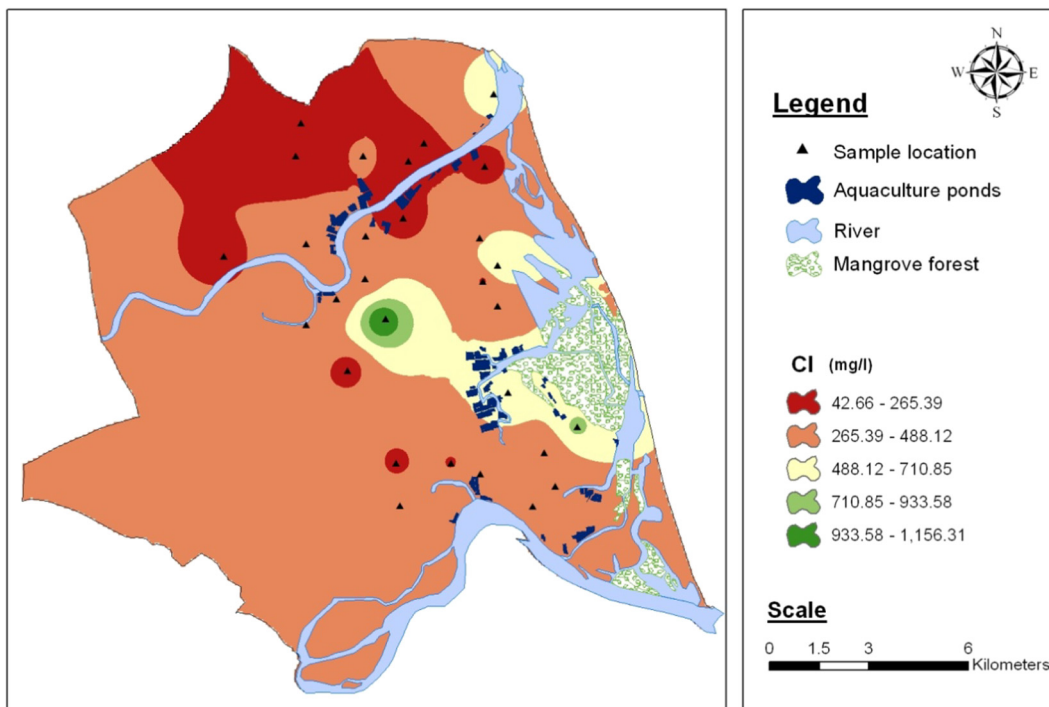 N
W E
S
Legend
Sample location
Aquaculture ponds
River
Mangrove forest
Cl (mg/l)
42.66 - 265.39
265.39 - 488.12
488.12 - 710.85
710.85 - 933.58
933.58 - 1,156.31
Scale
0 1.5 3 6
Kilometers